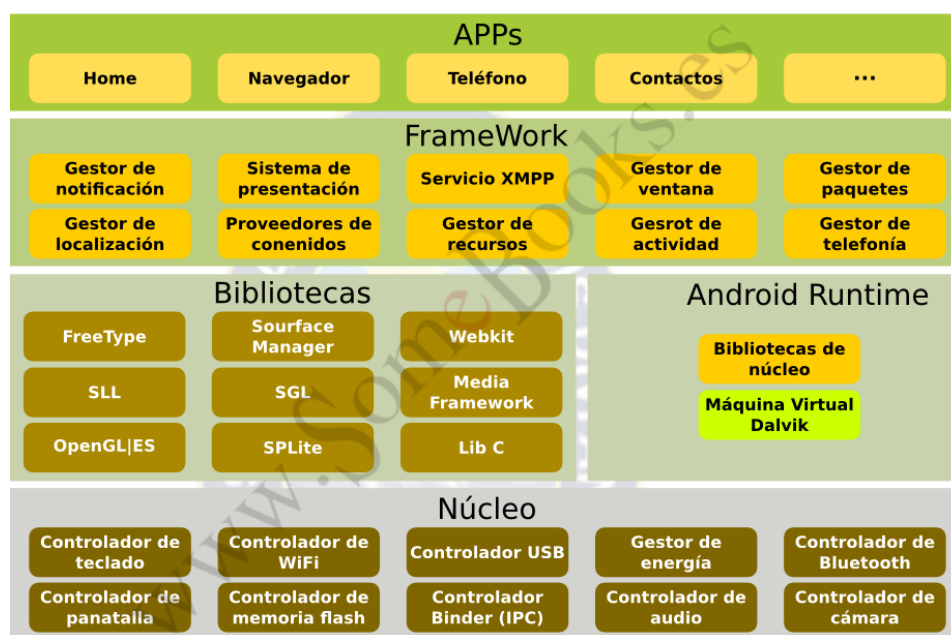 APPs
Home
Navegador
Teléfono
Contactos
...
FrameWork
Gestor de
notificación
Sistema de
presentación
Servicio XMPP
Gestor de
ventana
Gestor de
paquetes
Gestor de
localización
Proveedores de
conenidos
Gestor de
recursos
Gesrot de
actividad
Gestor de
telefonía
Bibliotecas
FreeType
Sourface
Manager
Webkit
SLL
SGL
Media
Framework
OpenGL|ES
SPLite
Lib C
Android Runtime
Bibliotecas de
núcleo
Máquina Virtual
Dalvik
Núcleo
Controlador de
teclado
Controlador de
WiFi
Controlador USB
Gestor de
energía
Controlador de
Bluetooth
Controlador de
panatalla
Controlador de
memoria flash
Controlador
Binder (IPC)
Controlador de
audio
Controlador de
cámara
www.SomeBooks.es